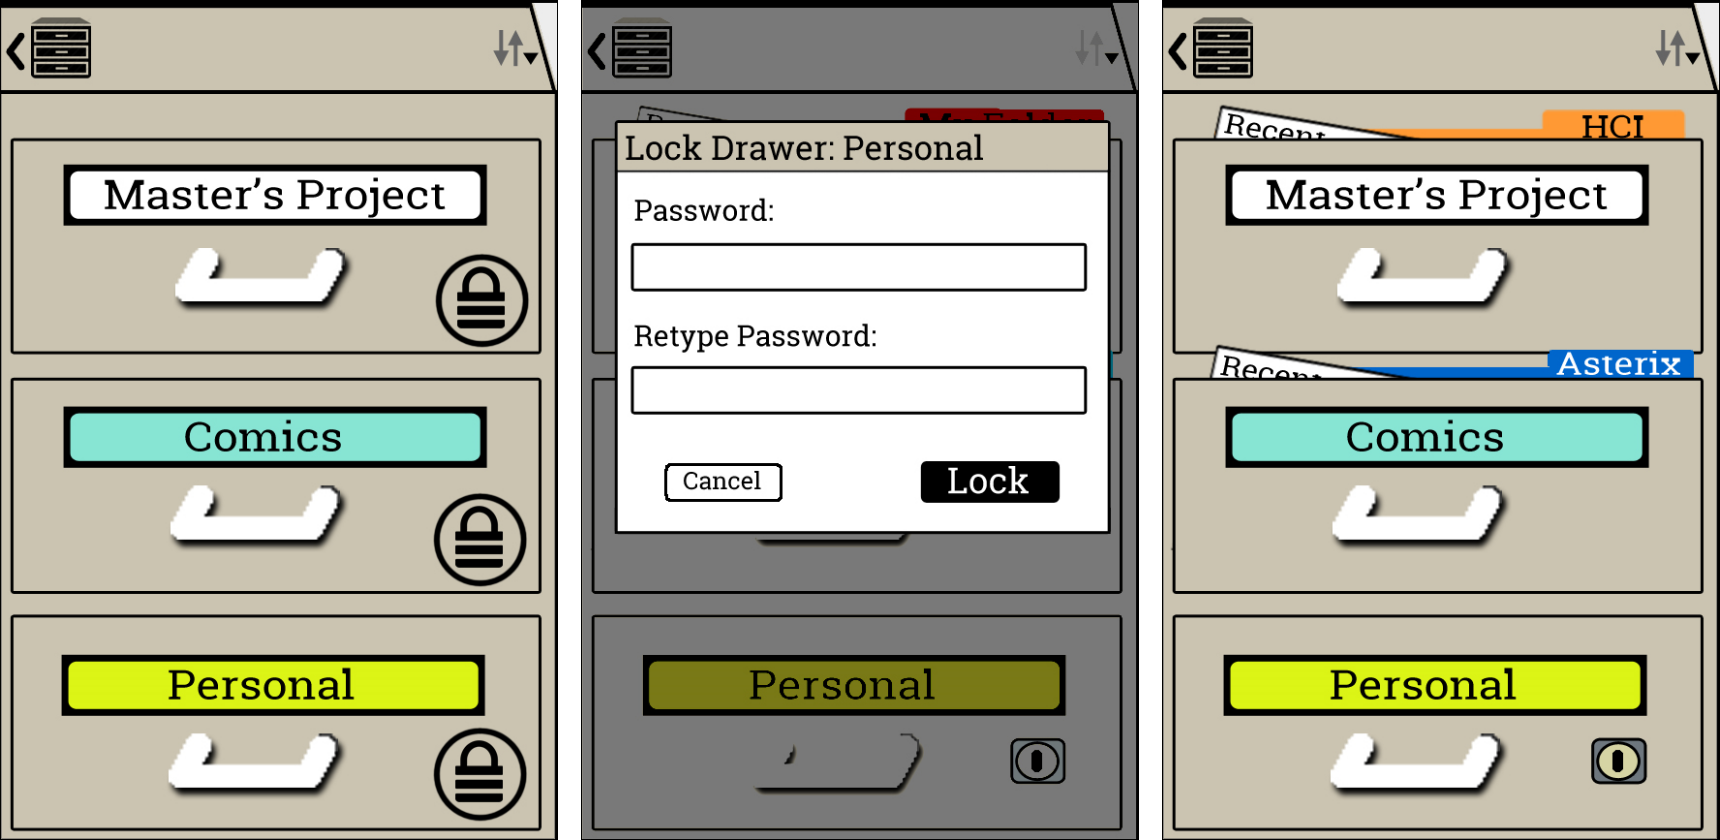 Master's Project
Comics
Personal
Lock Drawer: Personal
Password:
Retype Password:
Cancel
Lock
Personal
Recent
HCI
Master's Project
Recent
Asterix
Comics
Personal